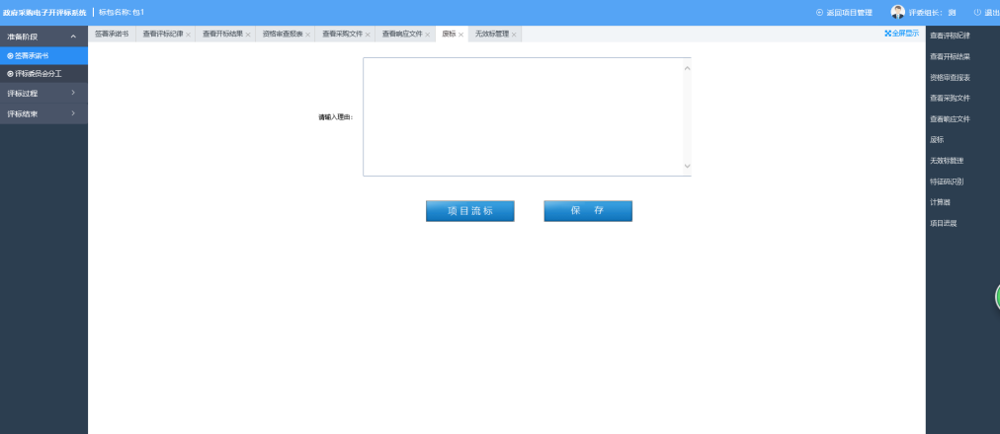 政府采购电子开评标系统 标包名称:包1 返回项目管理 评委组长: 测 退出
准备阶段
签署承诺书
评标委员会分工
评标过程
评标结束
签署承诺书 查看评标纪律 查看开标结果 资格审查报表 查看采购文件 查看响应文件 废标 无效标管理 全屏显示
请输入理由:
项目流标 保 存
查看评标纪律
查看开标结果
资格审查报表
查看采购文件
查看响应文件
废标
无效标管理
特征码识别
计算器
项目进展